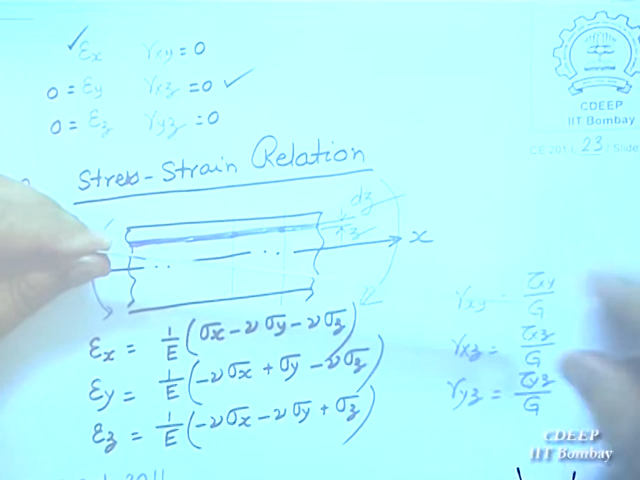 ✓ εx γxy = 0
0 = εy γxz = 0 ✓
0 = εz γyz = 0
CDEEP
IIT Bombay
CE 201 L 23 / Slide
Stress-Strain Relation
dz
z
x
εx = 1/E (σx - νσy - νσz)
εy = 1/E (-νσx + σy - νσz)
εz = 1/E (-νσx - νσy + σz)
γxy = τxy/G
γxz = τxz/G
γyz = τyz/G
CDEEP
IIT Bombay